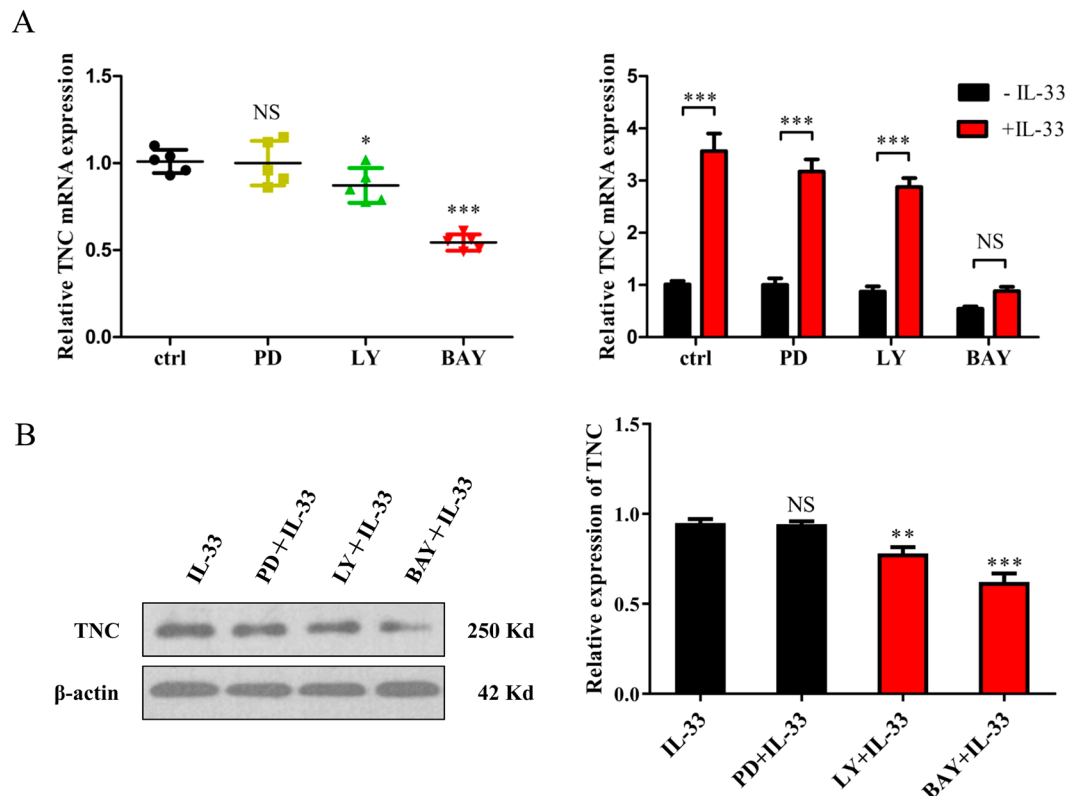 A
Relative TNC mRNA expression
1.5
1.0
0.5
0.0
NS
*
***
ctrl
PD
LY
BAY
Relative TNC mRNA expression
5
4
3
2
1
0
***
***
***
NS
- IL-33
+IL-33
ctrl
PD
LY
BAY
B
IL-33
PD+IL-33
LY+IL-33
BAY+IL-33
TNC
250 Kd
β-actin
42 Kd
Relative expression of TNC
1.5
1.0
0.5
0.0
NS
**
***
IL-33
PD+IL-33
LY+IL-33
BAY+IL-33